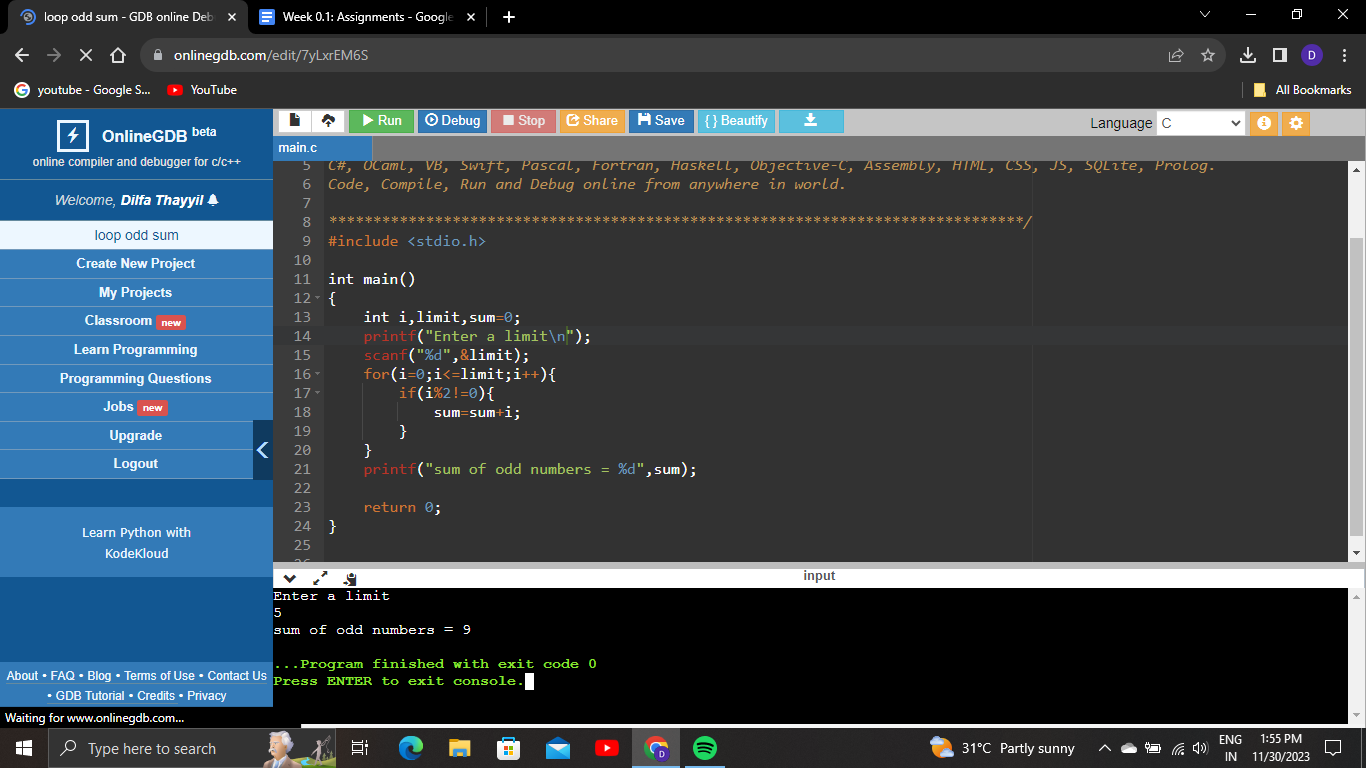 loop odd sum - GDB online Deb
Week 0.1: Assignments - Google
onlinegdb.com/edit/7yLxrEM6S
D
youtube - Google S...
YouTube
All Bookmarks
OnlineGDB beta
online compiler and debugger for c/c++
Welcome, Dilfa Thayyil
loop odd sum
Create New Project
My Projects
Classroom new
Learn Programming
Programming Questions
Jobs new
Upgrade
Logout
Learn Python with
KodeKloud
About • FAQ • Blog • Terms of Use • Contact Us
• GDB Tutorial • Credits • Privacy
Waiting for www.onlinegdb.com...
Run
Debug
Stop
Share
Save
{ } Beautify
Language C
main.c
5 C#, OCaml, VB, Swift, Pascal, Fortran, Haskell, Objective-C, Assembly, HTML, CSS, JS, SQLite, Prolog.
6 Code, Compile, Run and Debug online from anywhere in world.
7
8 *******************************************************************************/
9 #include <stdio.h>
10
11 int main()
12 {
13 int i,limit,sum=0;
14 printf("Enter a limit\n");
15 scanf("%d",&limit);
16 for(i=0;i<=limit;i++){
17 if(i%2!=0){
18 sum=sum+i;
19 }
20 }
21 printf("sum of odd numbers = %d",sum);
22
23 return 0;
24 }
25
26
input
Enter a limit
5
sum of odd numbers = 9
...Program finished with exit code 0
Press ENTER to exit console.
Type here to search
D
31°C Partly sunny
ENG
IN
1:55 PM
11/30/2023